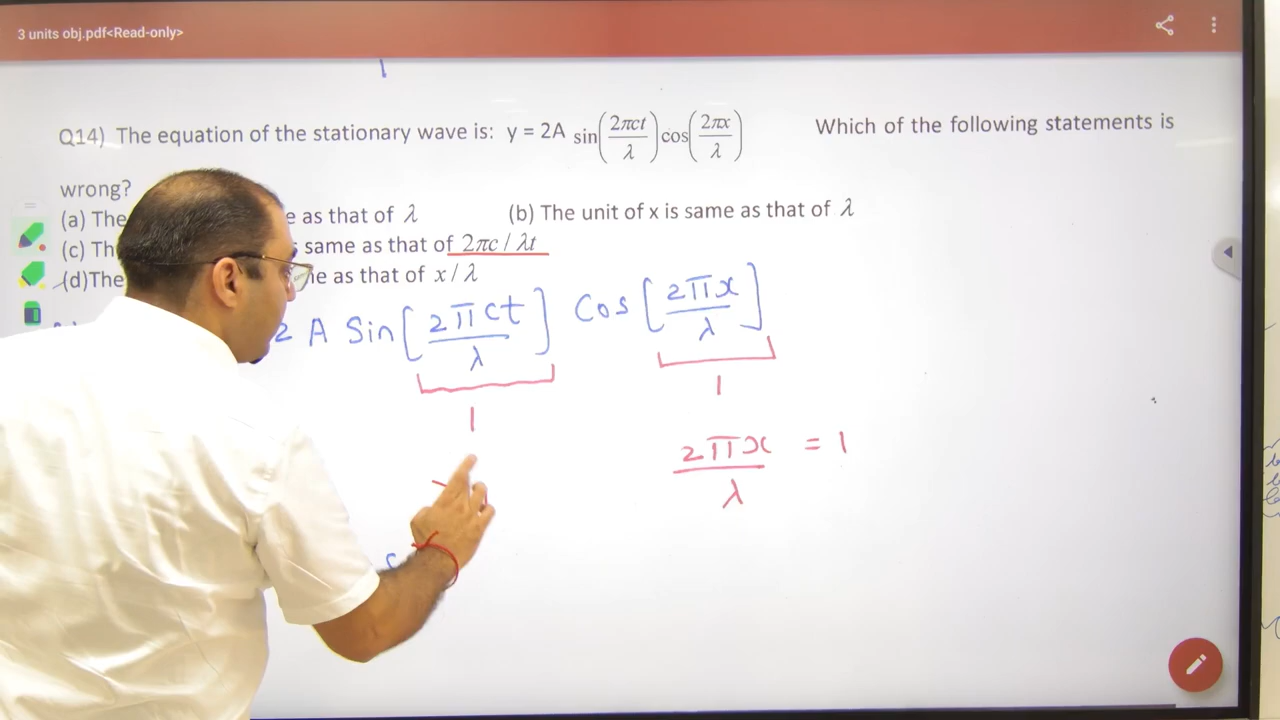 3 units obj.pdf<Read-only>
Q14) The equation of the stationary wave is: y = 2A sin(2πct/λ) cos(2πx/λ) Which of the following statements is
wrong?
(a) The e as that of λ (b) The unit of x is same as that of λ
(c) Th same as that of 2πc / λt
(d)The e as that of x / λ
2 A Sin[2πct/λ] Cos[2πx/λ]
1 1
2πx/λ = 1